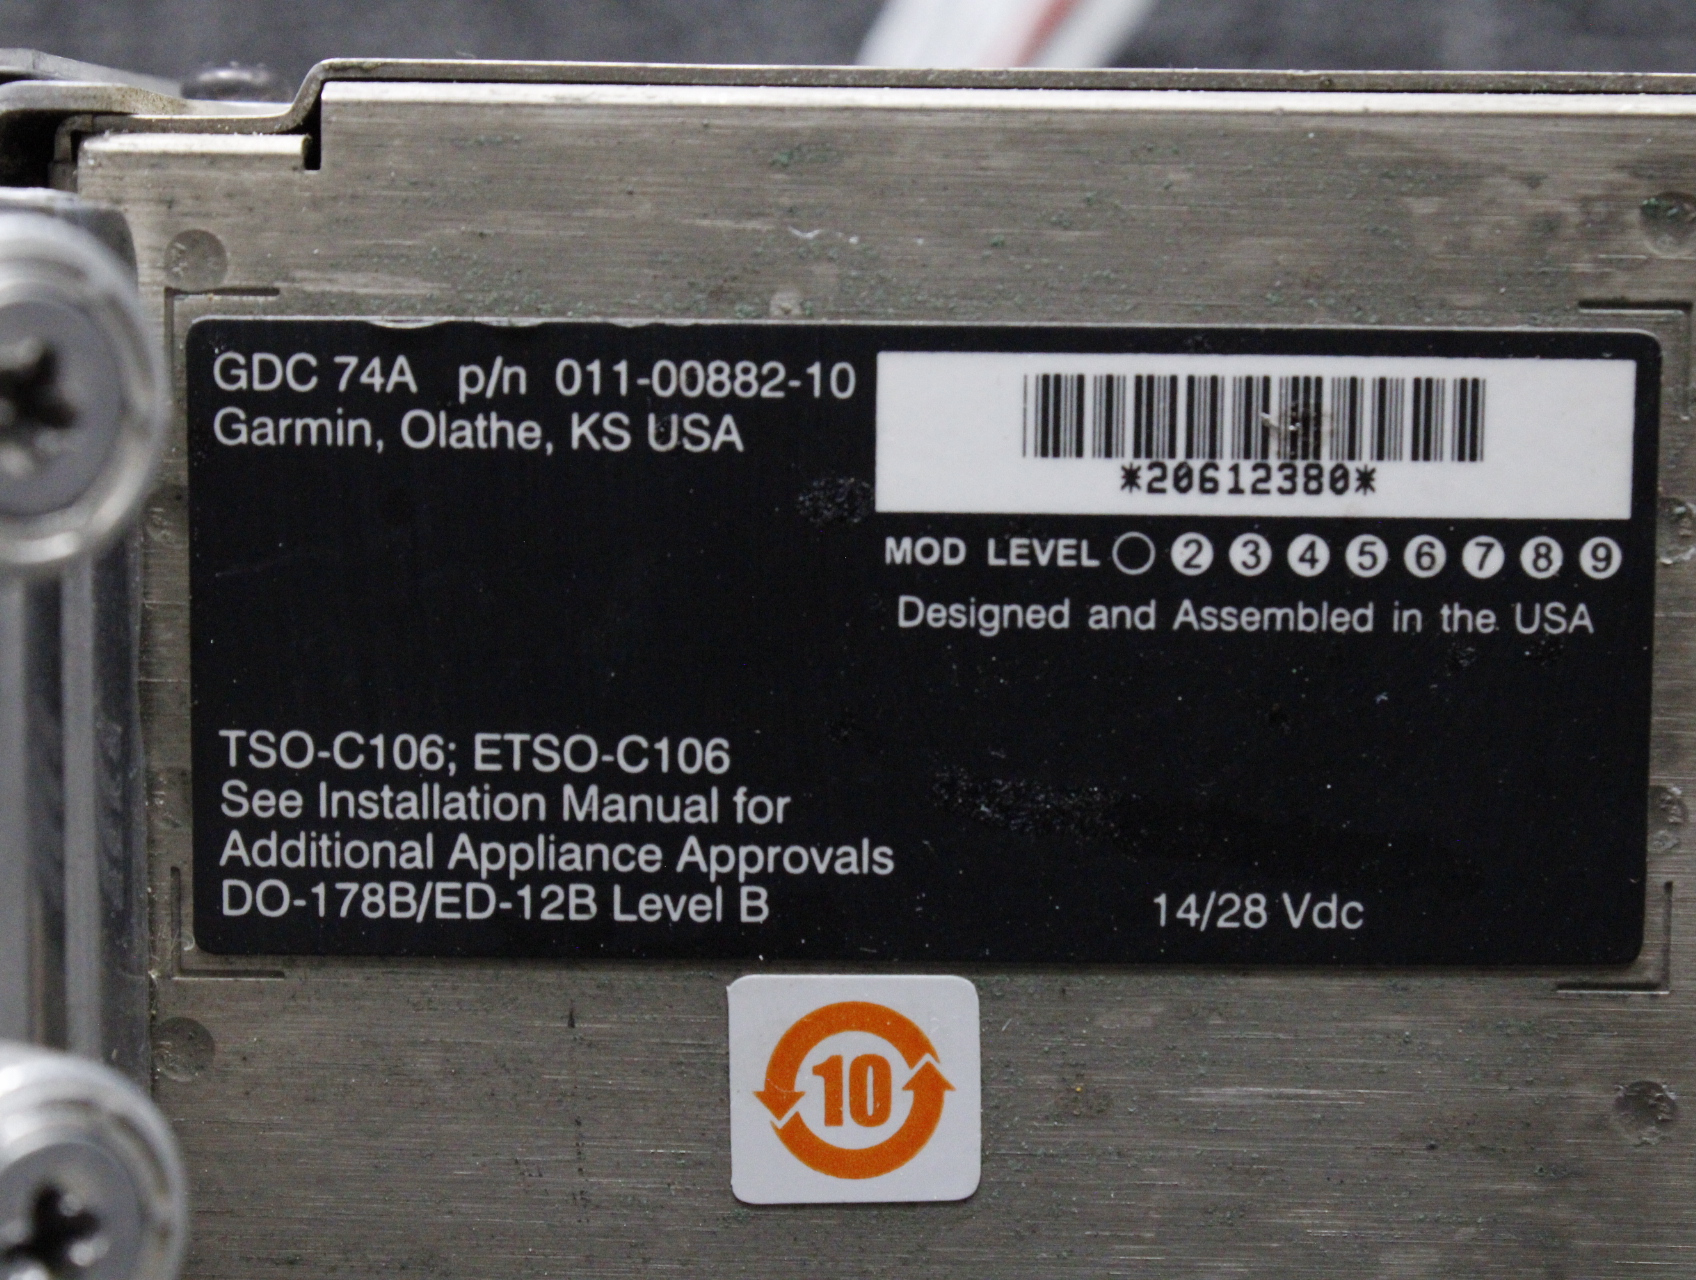 GDC 74A p/n 011-00882-10
Garmin, Olathe, KS USA
*20612380*
MOD LEVEL 2 3 4 5 6 7 8 9
Designed and Assembled in the USA
TSO-C106; ETSO-C106
See Installation Manual for
Additional Appliance Approvals
DO-178B/ED-12B Level B
14/28 Vdc
10